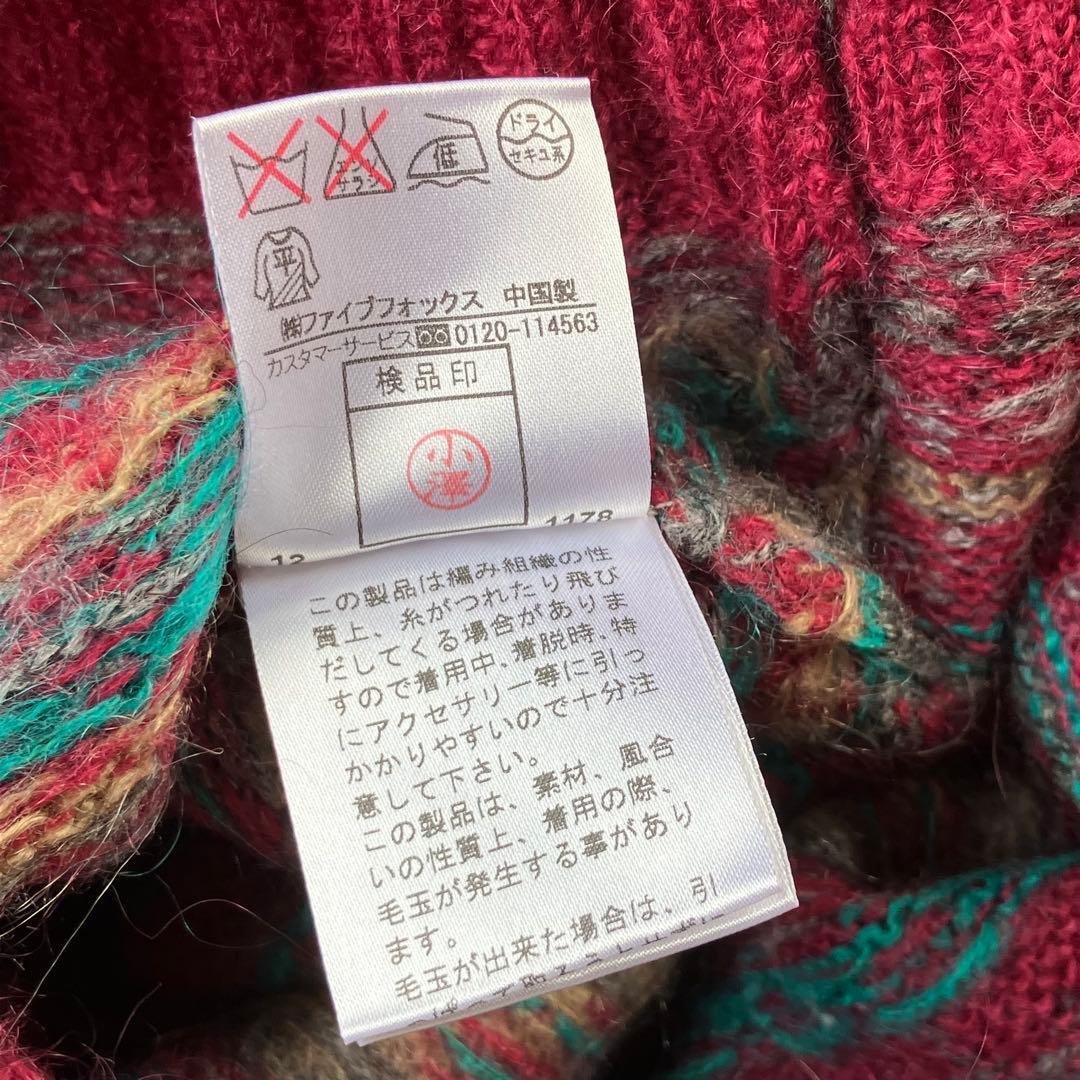 エンソ
サラシ
低
ドライ
セキユ系
平
㈱ファイブフォックス 中国製
カスタマーサービス 0120-114563
検品印
小澤
12 1178
この製品は編み組織の性
質上、糸がつれたり飛び
だしてくる場合がありま
すので着用中、着脱時、特
にアクセサリー等に引っ
かかりやすいので十分注
意して下さい。
この製品は、素材、風合
いの性質上、着用の際、
毛玉が発生する事があり
ます。
毛玉が出来た場合は、引